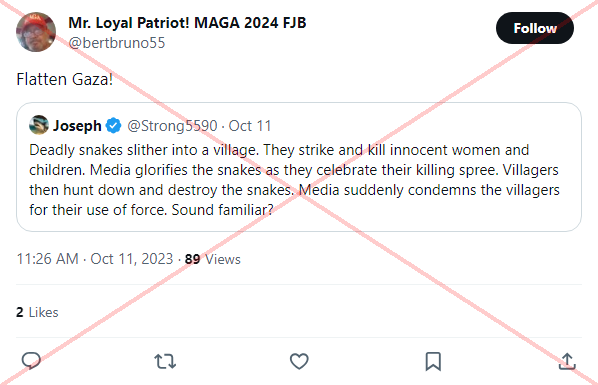 Mr. Loyal Patriot! MAGA 2024 FJB
Follow
@bertbruno55
Flatten Gaza!
Joseph @Strong5590 · Oct 11
Deadly snakes slither into a village. They strike and kill innocent women and
children. Media glorifies the snakes as they celebrate their killing spree. Villagers
then hunt down and destroy the snakes. Media suddenly condemns the villagers
for their use of force. Sound familiar?
11:26 AM · Oct 11, 2023 · 89 Views
2 Likes